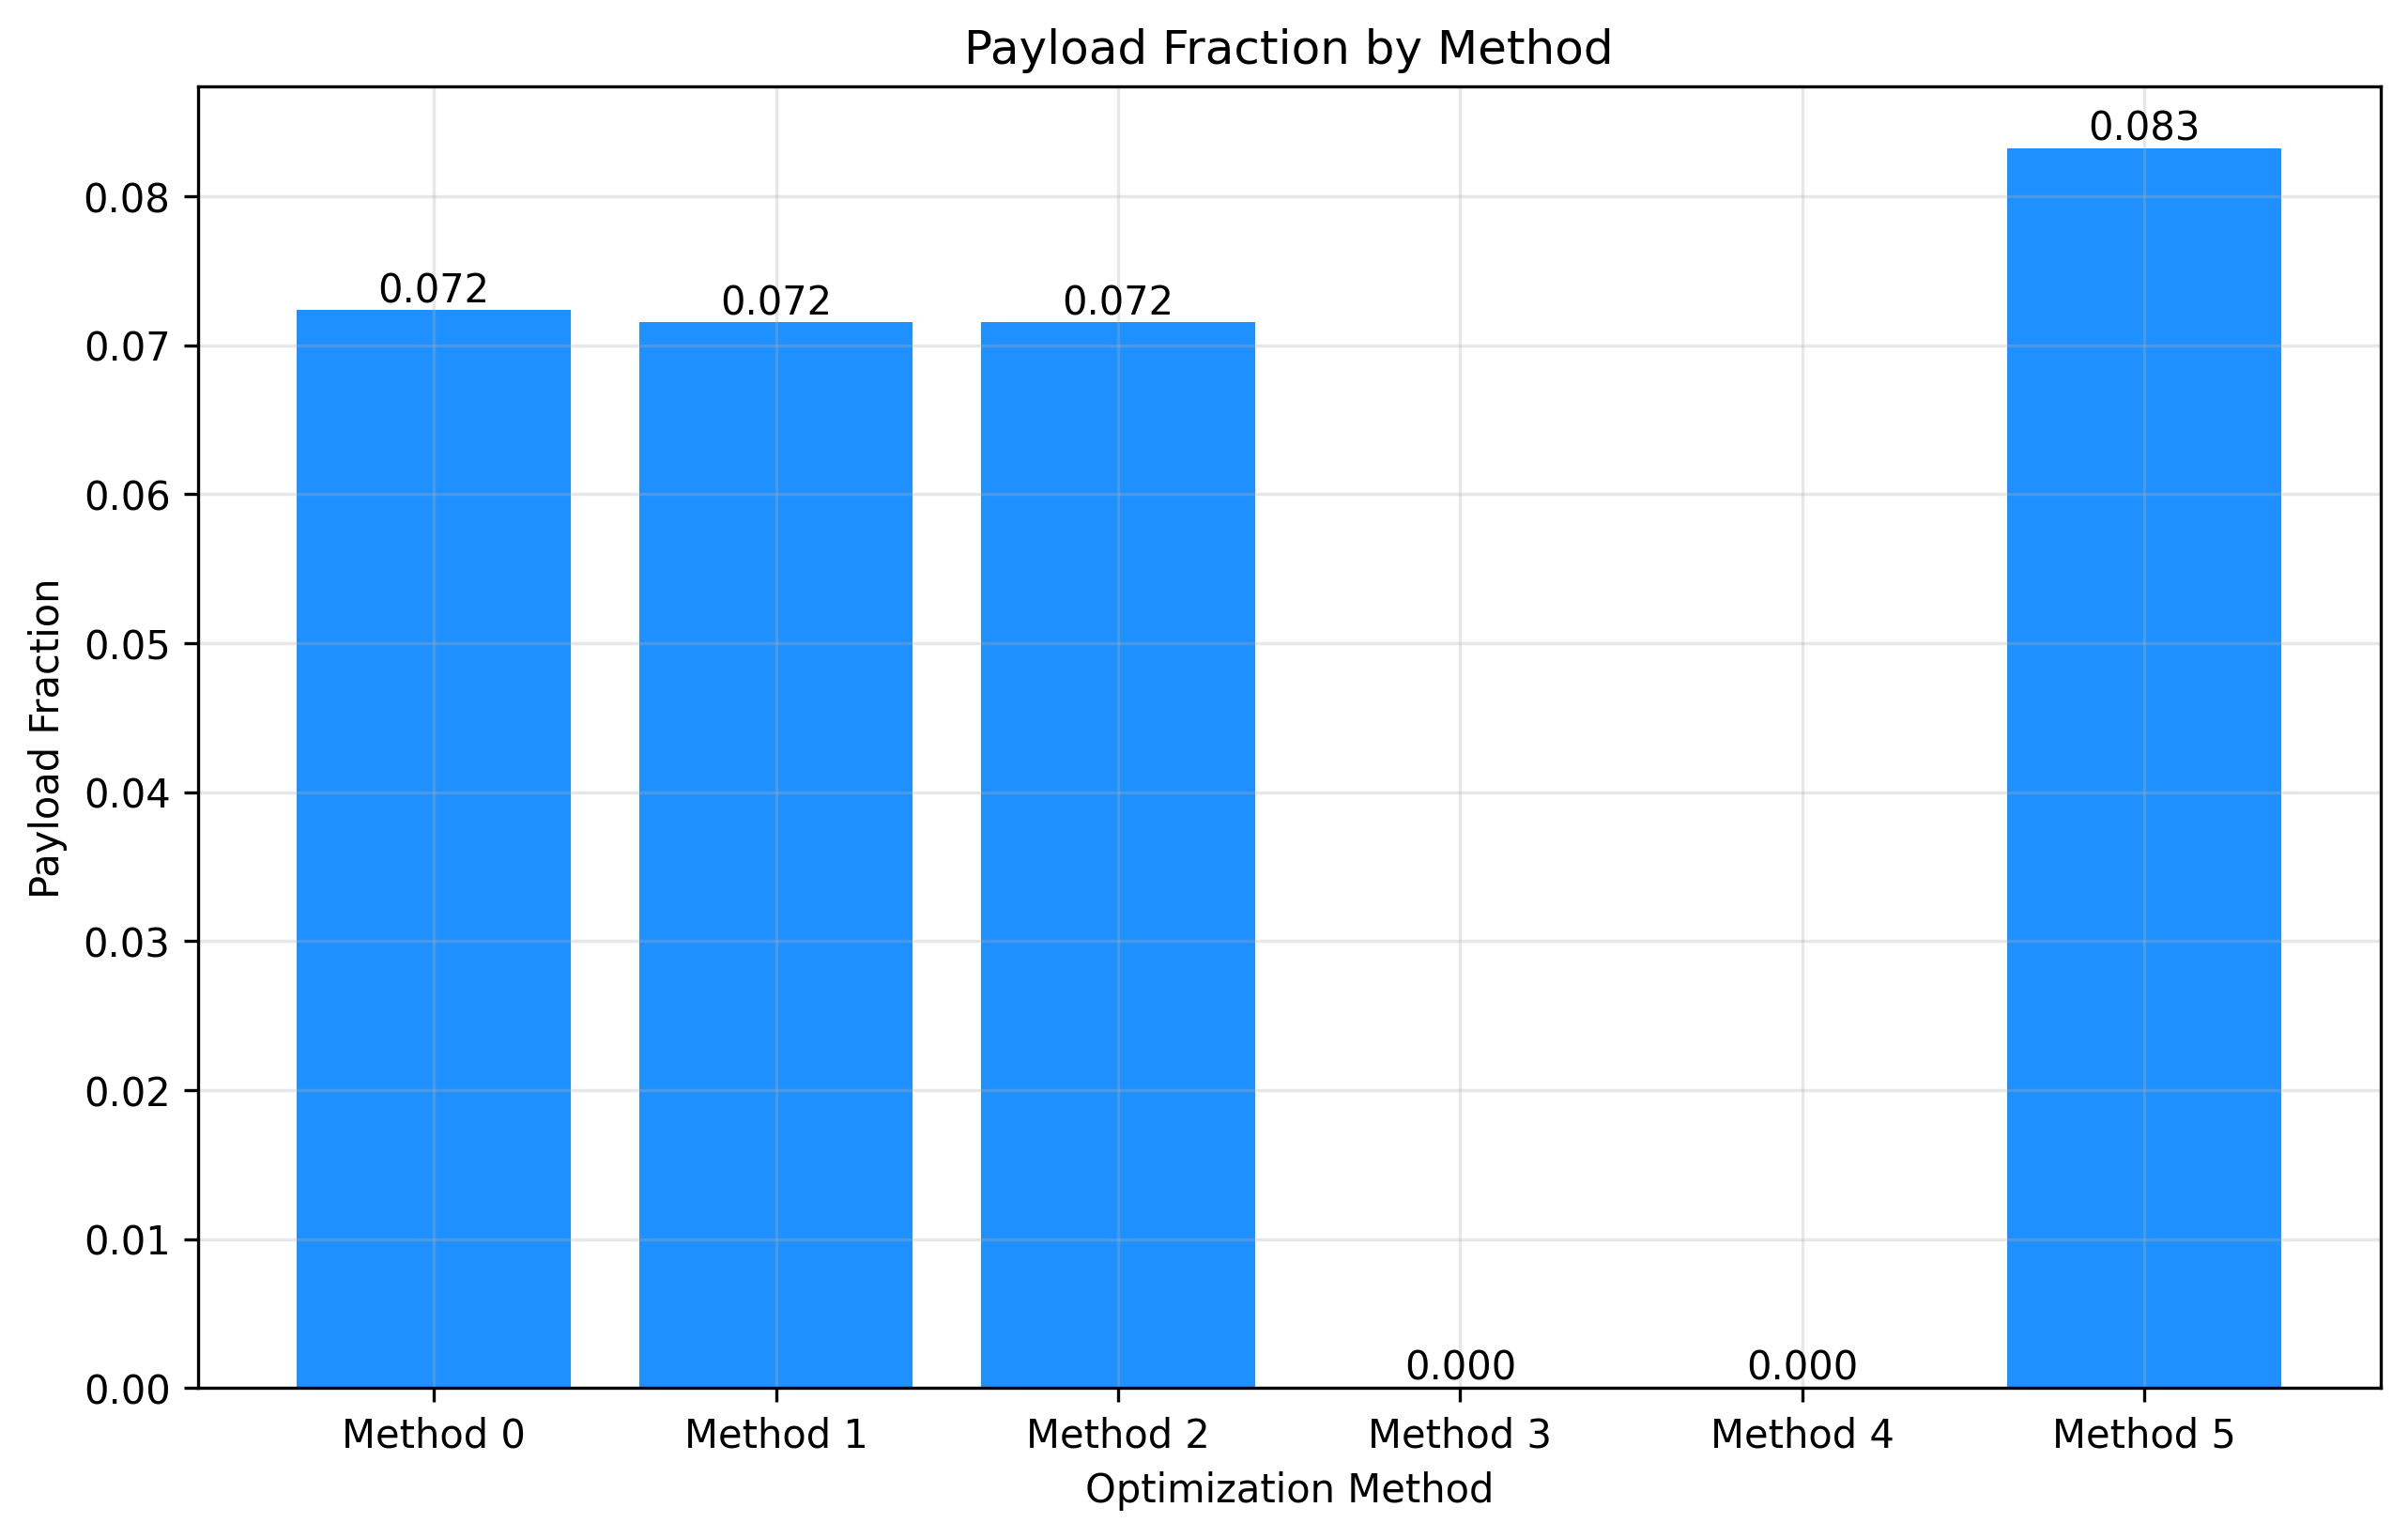 Payload Fraction by Method
Payload Fraction
0.08
0.07
0.06
0.05
0.04
0.03
0.02
0.01
0.00
0.072
0.072
0.072
0.000
0.000
0.083
Method 0
Method 1
Method 2
Method 3
Method 4
Method 5
Optimization Method